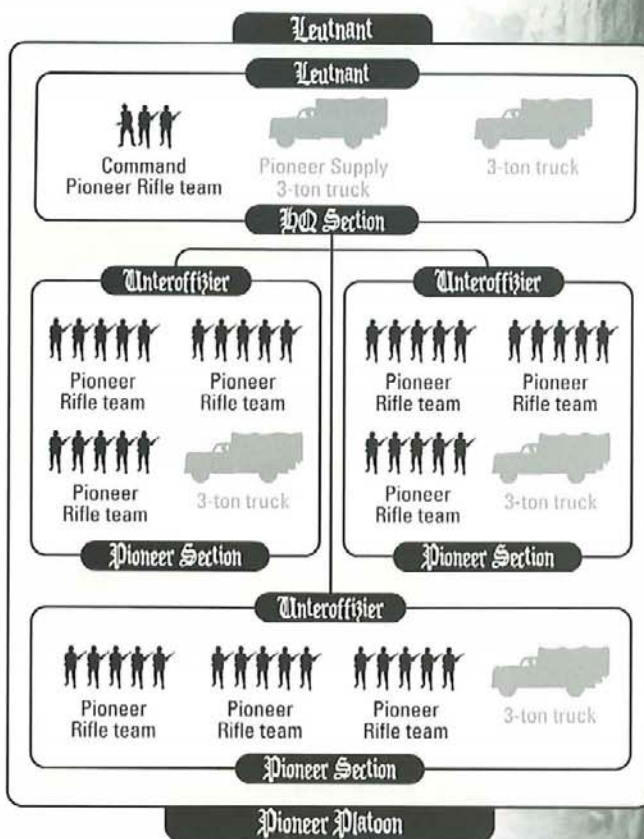 Leutnant
Leutnant
Command
Pioneer Rifle team
Pioneer Supply
3-ton truck
3-ton truck
HQ Section
Unteroffizier
Pioneer
Rifle team
Pioneer
Rifle team
Pioneer
Rifle team
3-ton truck
Pioneer Section
Unteroffizier
Pioneer
Rifle team
Pioneer
Rifle team
Pioneer
Rifle team
3-ton truck
Pioneer Section
Unteroffizier
Pioneer
Rifle team
Pioneer
Rifle team
Pioneer
Rifle team
3-ton truck
Pioneer Section
Pioneer Platoon